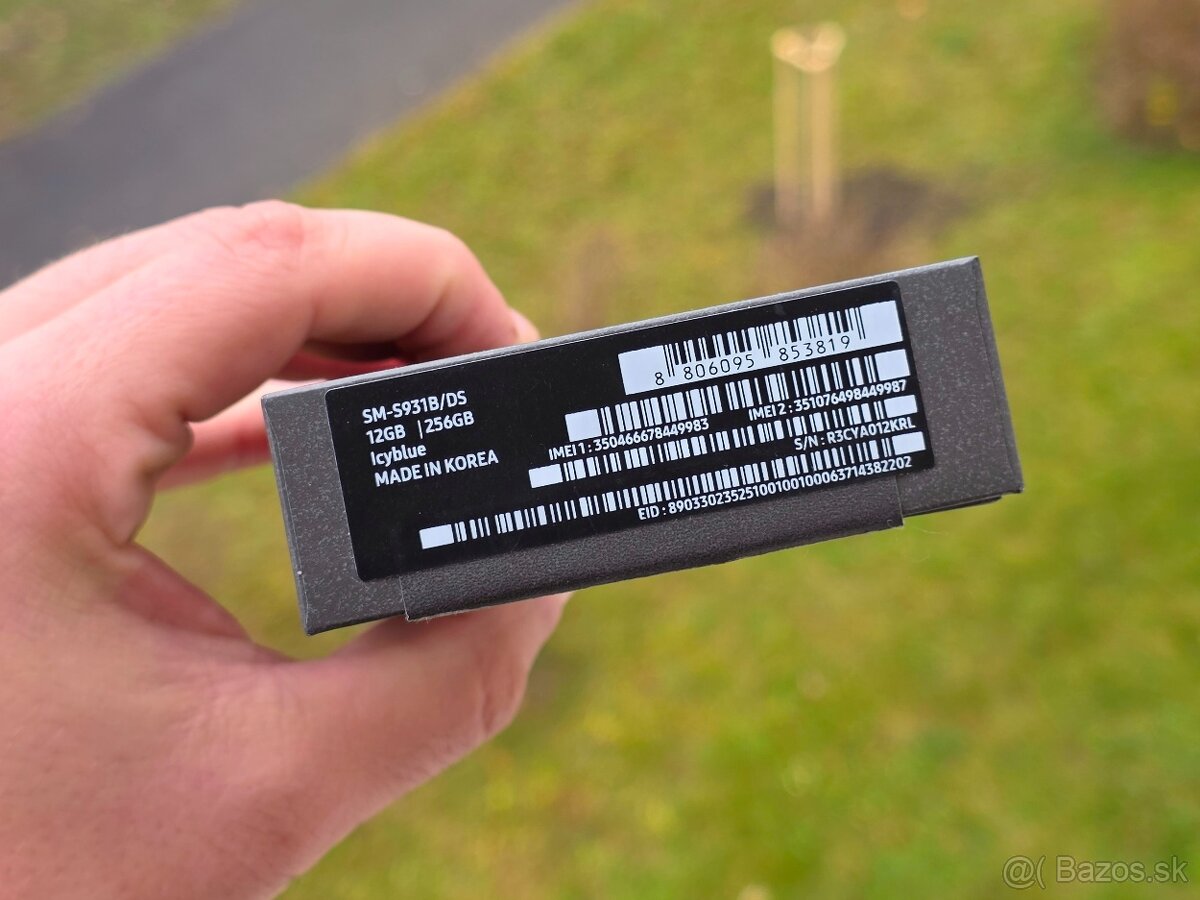 SM-S931B/DS
12GB | 256GB
Icyblue
MADE IN KOREA
8 806095 853819
IMEI 1 : 350466678449983
IMEI 2 : 351076498449987
S/N : R3CYA012KRL
EID : 89033023525100100100063714382202
@( Bazos.sk